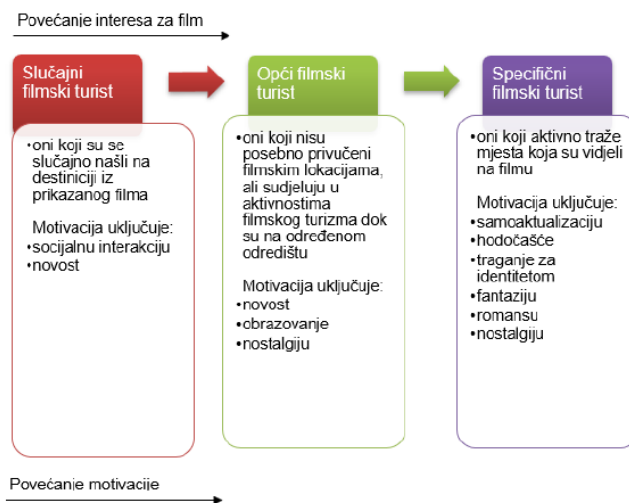 Povećanje interesa za film
Slučajni
filmski turist
•oni koji su se
slučajno našli na
destiniciji iz
prikazanog filma
Motivacija uključuje:
•socijalnu interakciju
•novost
Opći filmski
turist
•oni koji nisu
posebno privučeni
filmskim lokacijama,
ali sudjeluju u
aktivnostima
filmskog turizma dok
su na određenom
odredištu
Motivacija uključuje:
•novost
•obrazovanje
•nostalgiju
Specifični
filmski turist
•oni koji aktivno traže
mjesta koja su vidjeli
na filmu
Motivacija uključuje:
•samoaktualizaciju
•hodočašće
•traganje za
identitetom
•fantaziju
•romansu
•nostalgiju
Povećanje motivacije